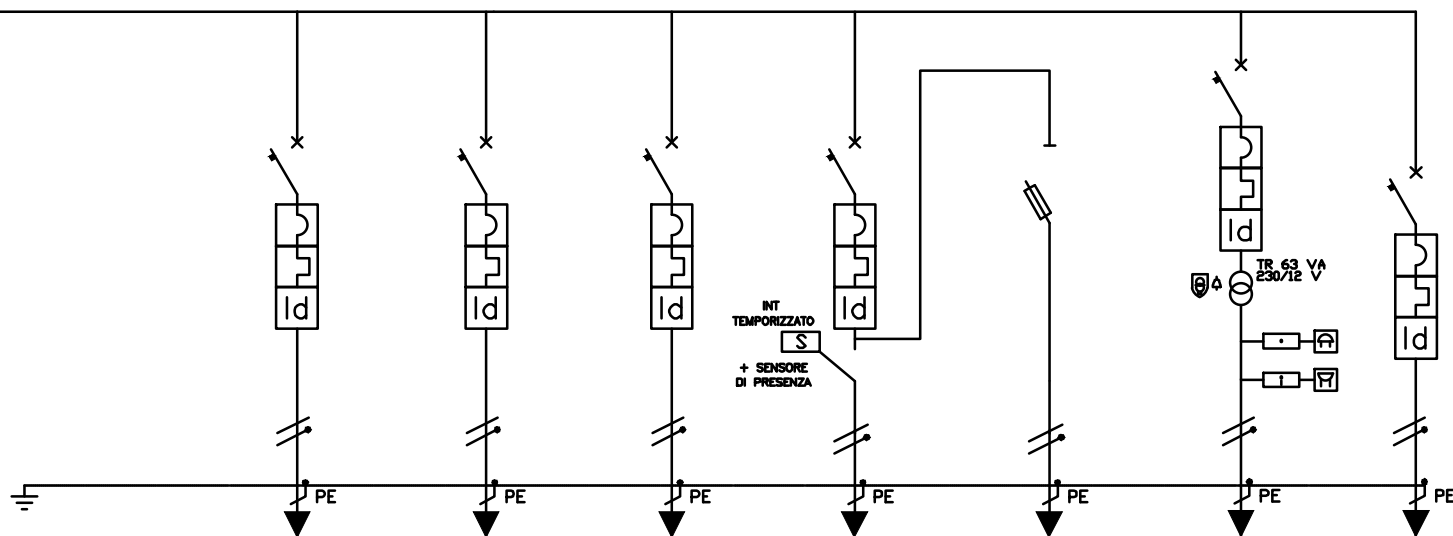 TR 63 VA
230/12 V
Id
Id
Id
Id
Id
Id
INT
TEMPORIZZATO
S
+ SENSORE
DI PRESENZA
i
PE
PE
PE
PE
PE
PE
PE